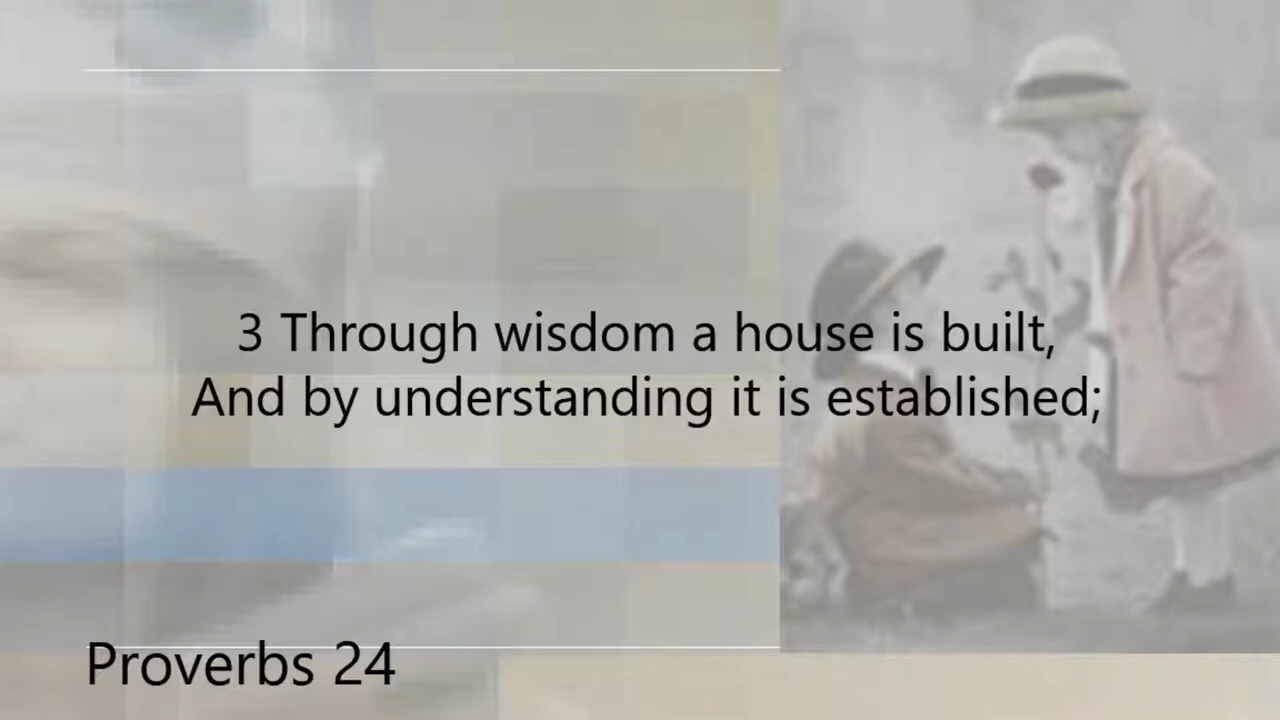 3 Through wisdom a house is built,
And by understanding it is established;
Proverbs 24